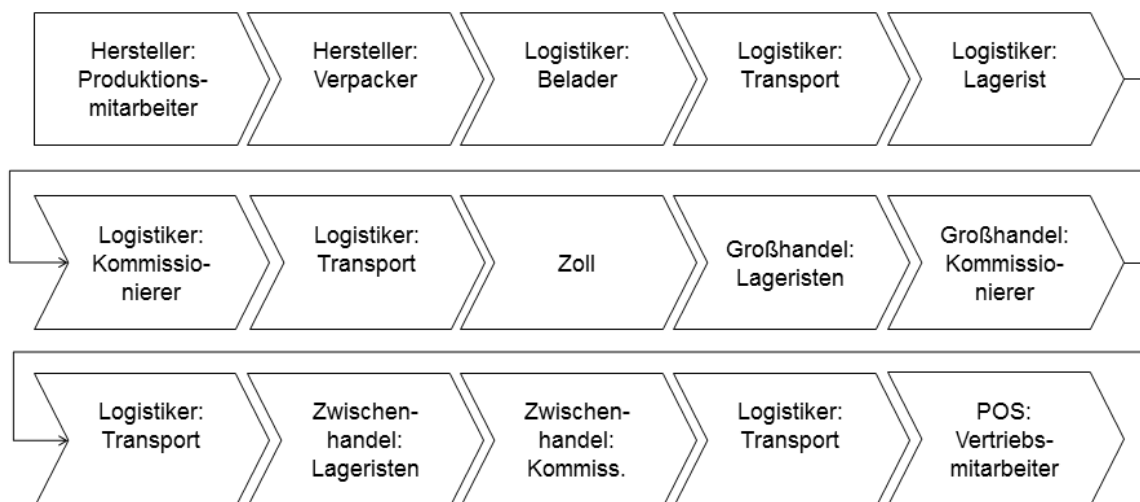 Hersteller:
Produktions-
mitarbeiter
Hersteller:
Verpacker
Logistiker:
Belader
Logistiker:
Transport
Logistiker:
Lagerist
Logistiker:
Kommissio-
nierer
Logistiker:
Transport
Zoll
Großhandel:
Lageristen
Großhandel:
Kommissio-
nierer
Logistiker:
Transport
Zwischen-
handel:
Lageristen
Zwischen-
handel:
Kommiss.
Logistiker:
Transport
POS:
Vertriebs-
mitarbeiter